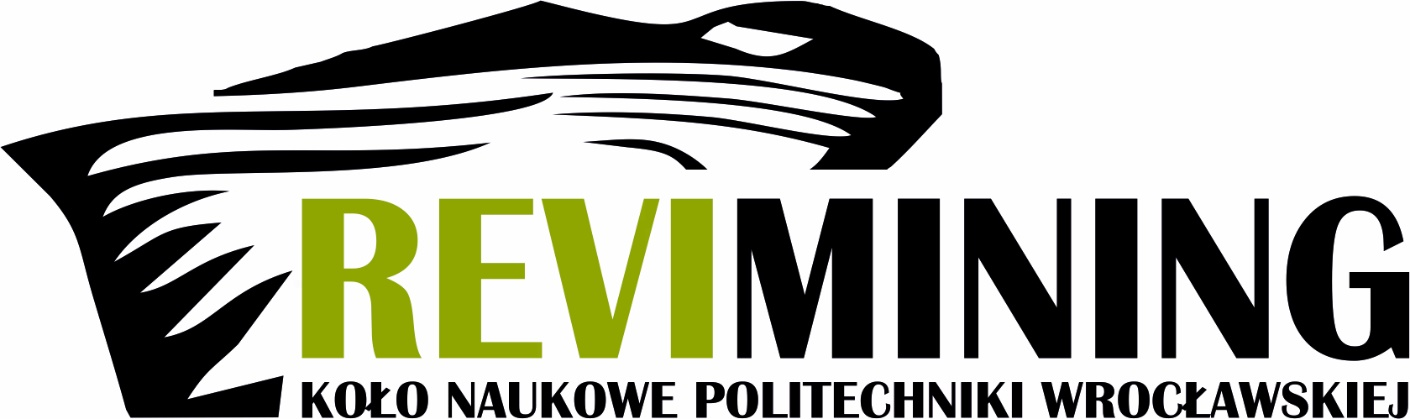 REVIMINING
KOŁO NAUKOWE POLITECHNIKI WROCŁAWSKIEJ